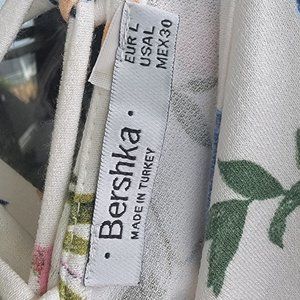 • Bershka •
MADE IN TURKEY
EUR L
USA L
MEX 30